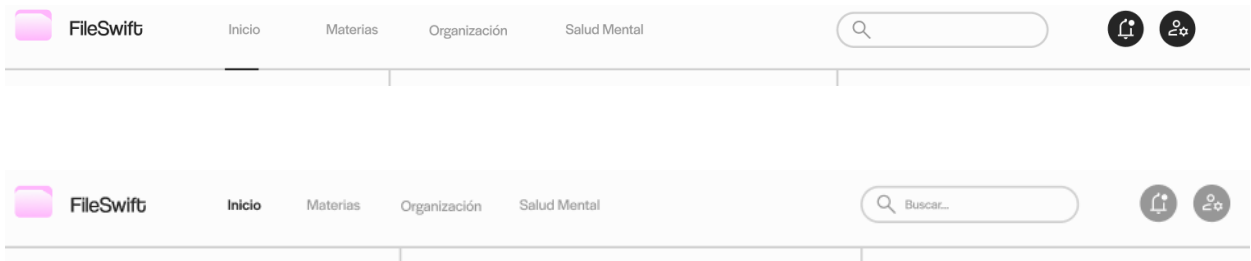 FileSwift Inicio Materias Organización Salud Mental
FileSwift Inicio Materias Organización Salud Mental Buscar...